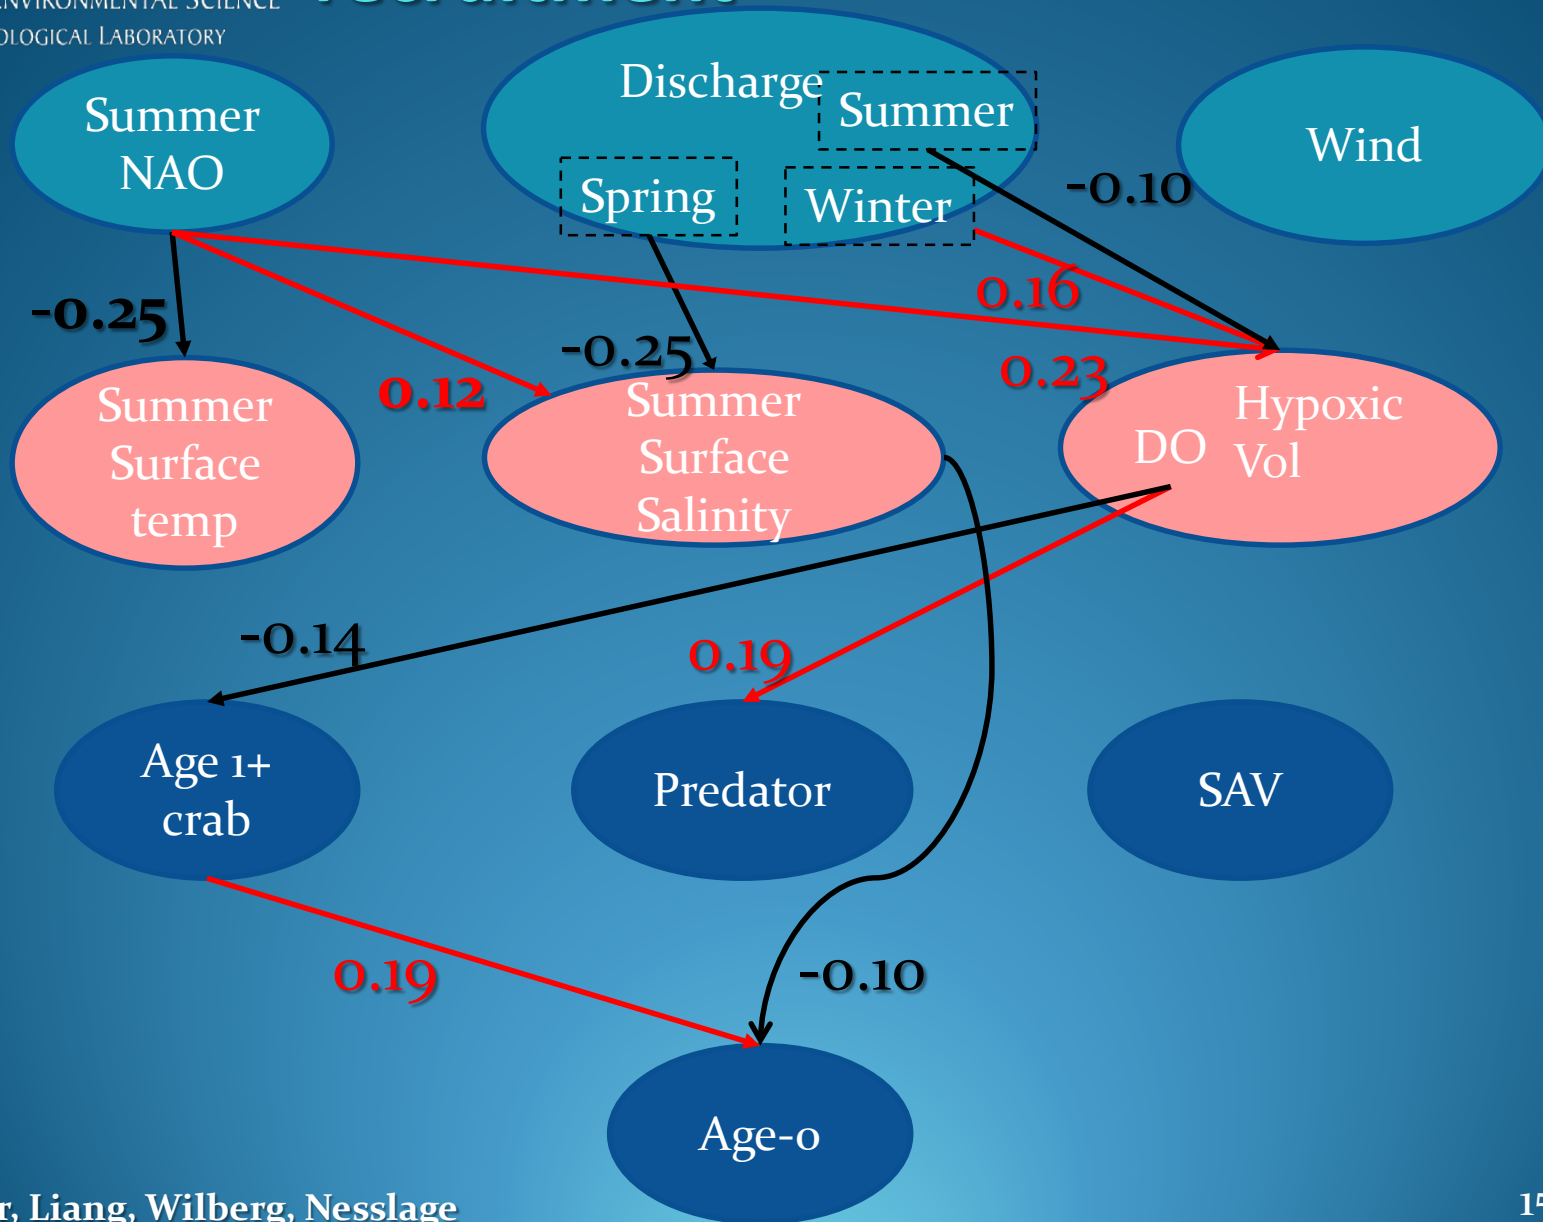 ENVIRONMENTAL SCIENCE
recruitment
LABORATORY
Summer
NAO
Discharge
Summer
Spring
Winter
Wind
-0.10
0.16
-0.25
-0.25
0.12
0.23
Summer
Surface
temp
Summer
Surface
Salinity
DO
Hypoxic
Vol
-0.14
0.19
Age 1+
crab
Predator
SAV
0.19
-0.10
Age-0
Liang, Wilberg, Nesslage
15